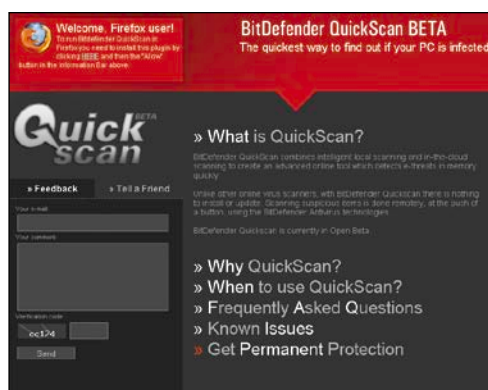 Welcome, Firefox user!
To run Bitdefender QuickScan in
Firefox you need to install this plugin by
clicking HERE and then the "Allow"
button in the Information Bar above.
BitDefender QuickScan BETA
The quickest way to find out if your PC is infected
Quick BETA
scan
» Feedback
» Tell a Friend
Your e-mail
Your comment
Verification code
ec174
Send
» What is QuickScan?
BitDefender QuickScan combines intelligent local scanning and in-the-cloud
scanning to create an advanced online tool which detects e-threats in memory
quickly
Unlike other online virus scanners, with BitDefender Quickscan there is nothing
to install or update. Scanning suspicious items is done remotely, at the push of
a button, using the BitDefender Antivirus technologies
BitDefender Quickscan is currently in Open Beta
» Why QuickScan?
» When to use QuickScan?
» Frequently Asked Questions
» Known Issues
» Get Permanent Protection